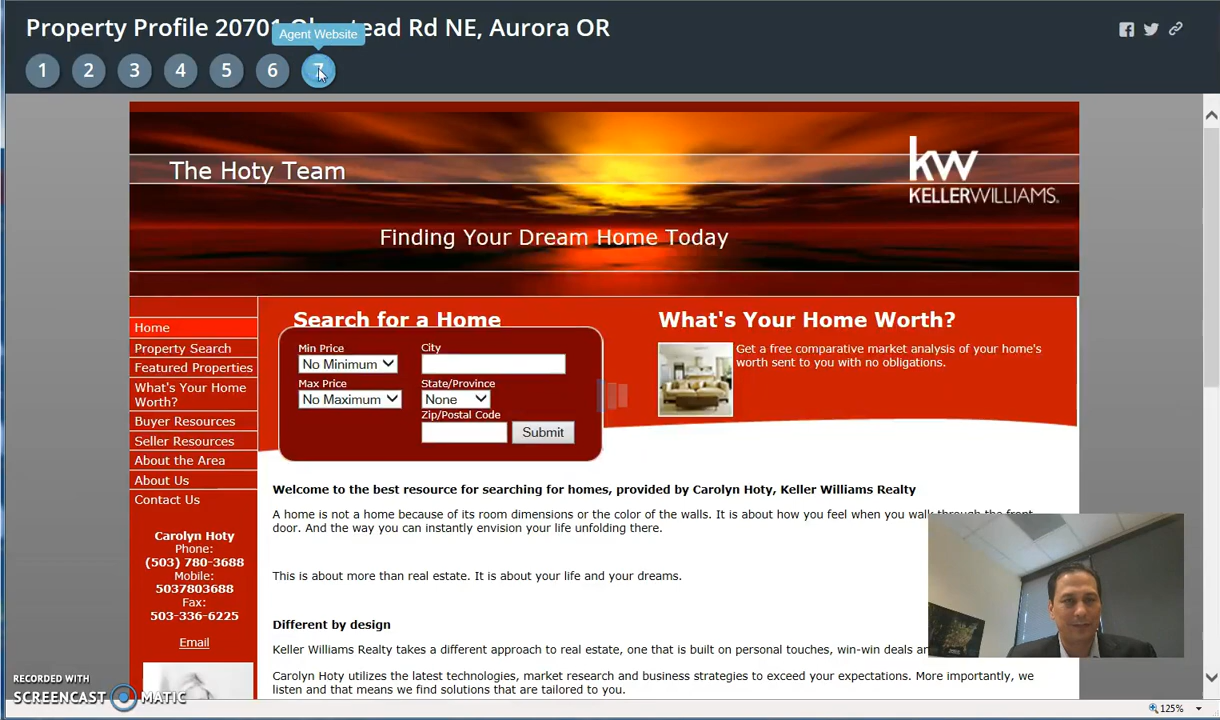 Property Profile 20701 Olmstead Rd NE, Aurora OR
Agent Website
1 2 3 4 5 6 7
The Hoty Team
kw
KELLERWILLIAMS.
Finding Your Dream Home Today
Home
Property Search
Featured Properties
What's Your Home
Worth?
Buyer Resources
Seller Resources
About the Area
About Us
Contact Us
Carolyn Hoty
Phone:
(503) 780-3688
Mobile:
5037803688
Fax:
503-336-6225
Email
Search for a Home
Min Price
No Minimum
Max Price
No Maximum
City
State/Province
None
Zip/Postal Code
Submit
What's Your Home Worth?
Get a free comparative market analysis of your home's
worth sent to you with no obligations.
Welcome to the best resource for searching for homes, provided by Carolyn Hoty, Keller Williams Realty
A home is not a home because of its room dimensions or the color of the walls. It is about how you feel when you walk through the front
door. And the way you can instantly envision your life unfolding there.
This is about more than real estate. It is about your life and your dreams.
Different by design
Keller Williams Realty takes a different approach to real estate, one that is built on personal touches, win-win deals
Carolyn Hoty utilizes the latest technologies, market research and business strategies to exceed your expectations. More importantly, we
listen and that means we find solutions that are tailored to you.
RECORDED WITH
SCREENCAST MATIC
125%